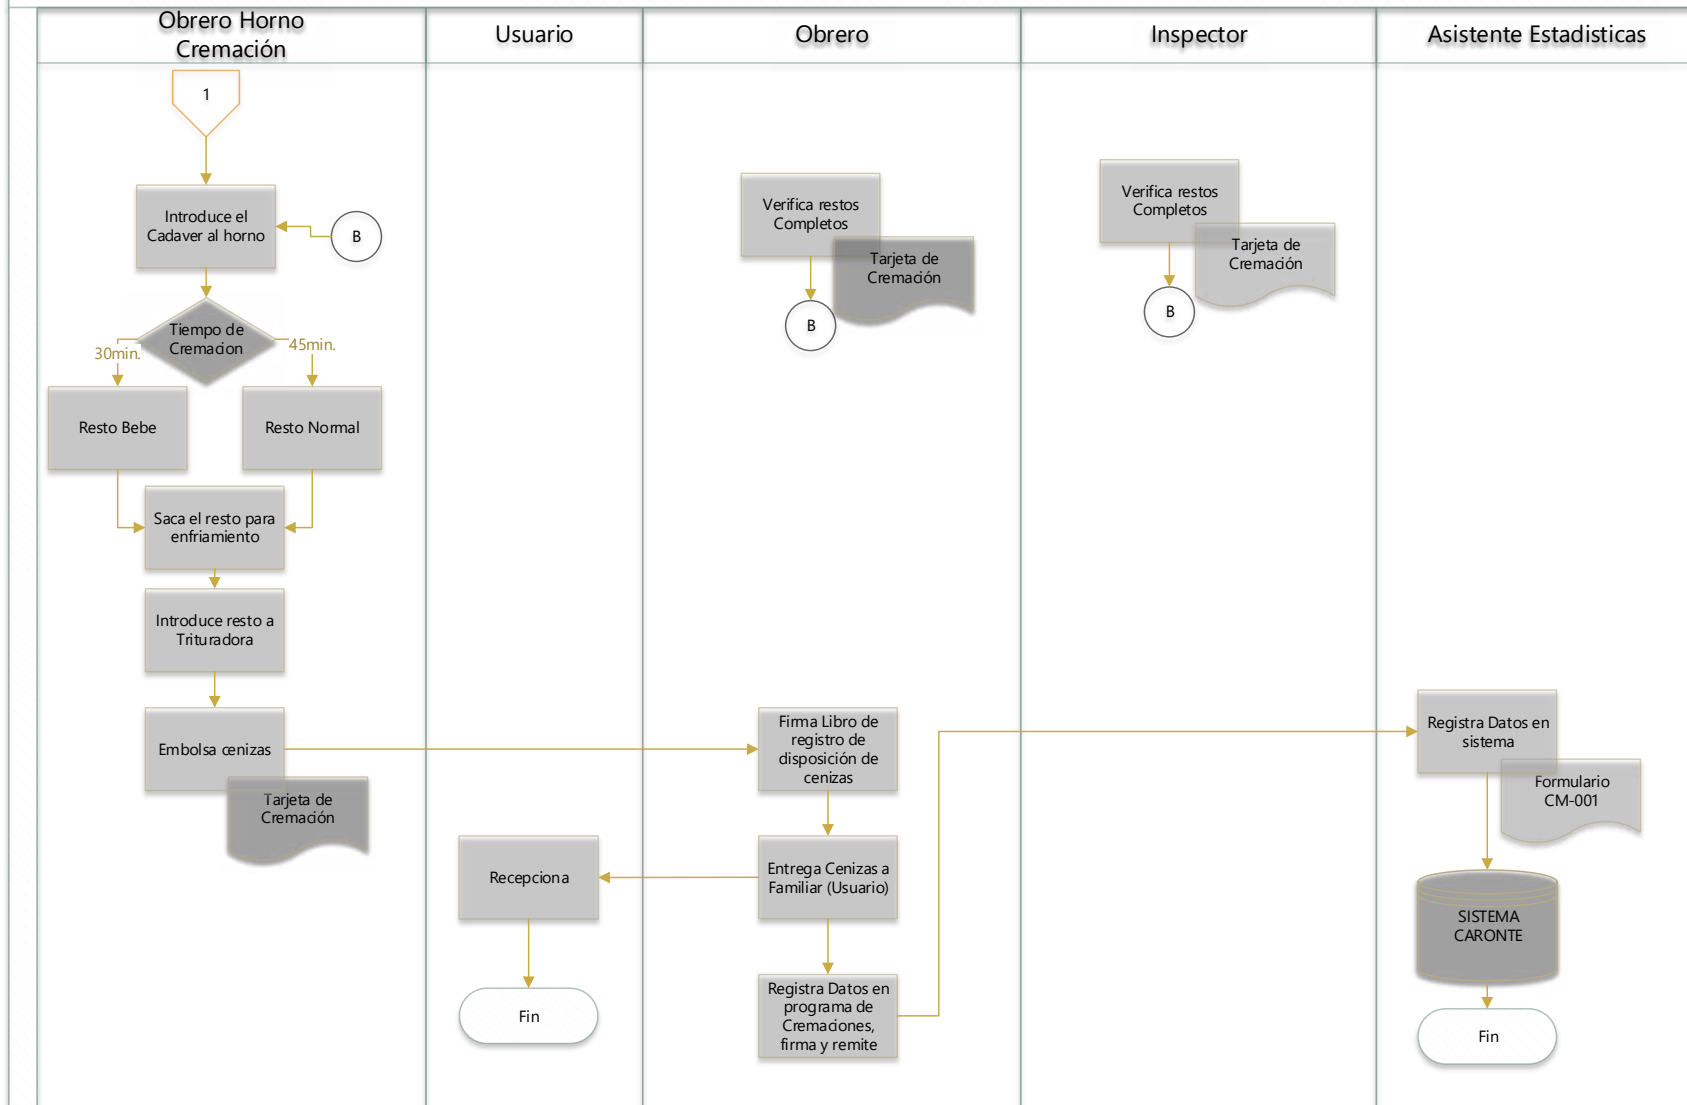 Obrero Horno
Cremación
Usuario
Obrero
Inspector
Asistente Estadisticas
1
Introduce el
Cadaver al horno
B
Verifica restos
Completos
Tarjeta de
Cremación
B
Verifica restos
Completos
Tarjeta de
Cremación
B
Tiempo de
Cremacion
30min.
45min.
Resto Bebe
Resto Normal
Saca el resto para
enfriamiento
Introduce resto a
Trituradora
Embolsa cenizas
Tarjeta de
Cremación
Firma Libro de
registro de
disposición de
cenizas
Registra Datos en
sistema
Formulario
CM-001
Recepciona
Entrega Cenizas a
Familiar (Usuario)
SISTEMA
CARONTE
Fin
Registra Datos en
programa de
Cremaciones,
firma y remite
Fin